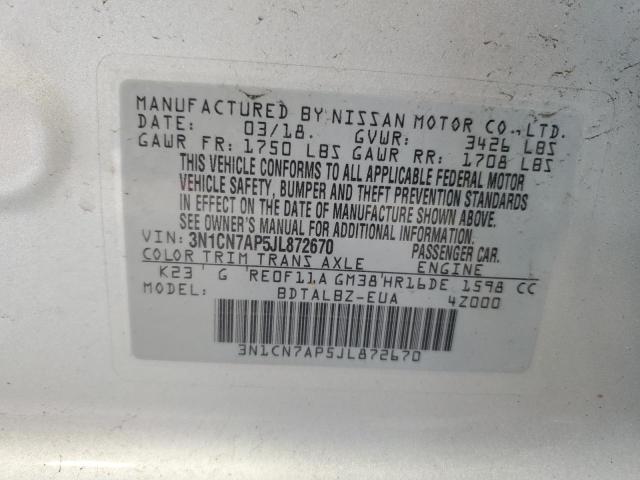 MANUFACTURED BY NISSAN MOTOR CO., LTD.
DATE: 03/18. GVWR: 3426 LBS
GAWR FR: 1750 LBS GAWR RR: 1708 LBS
THIS VEHICLE CONFORMS TO ALL APPLICABLE FEDERAL MOTOR
VEHICLE SAFETY, BUMPER AND THEFT PREVENTION STANDARDS
IN EFFECT ON THE DATE OF MANUFACTURE SHOWN ABOVE.
SEE OWNER'S MANUAL FOR MORE INFORMATION.
VIN: 3N1CN7AP5JL872670 PASSENGER CAR.
COLOR TRIM TRANS AXLE ENGINE
K23 ' G ' RE0F11A GM38'HR16DE 1598 CC
MODEL: BDTALBZ-EUA 4Z000
3N1CN7AP5JL872670